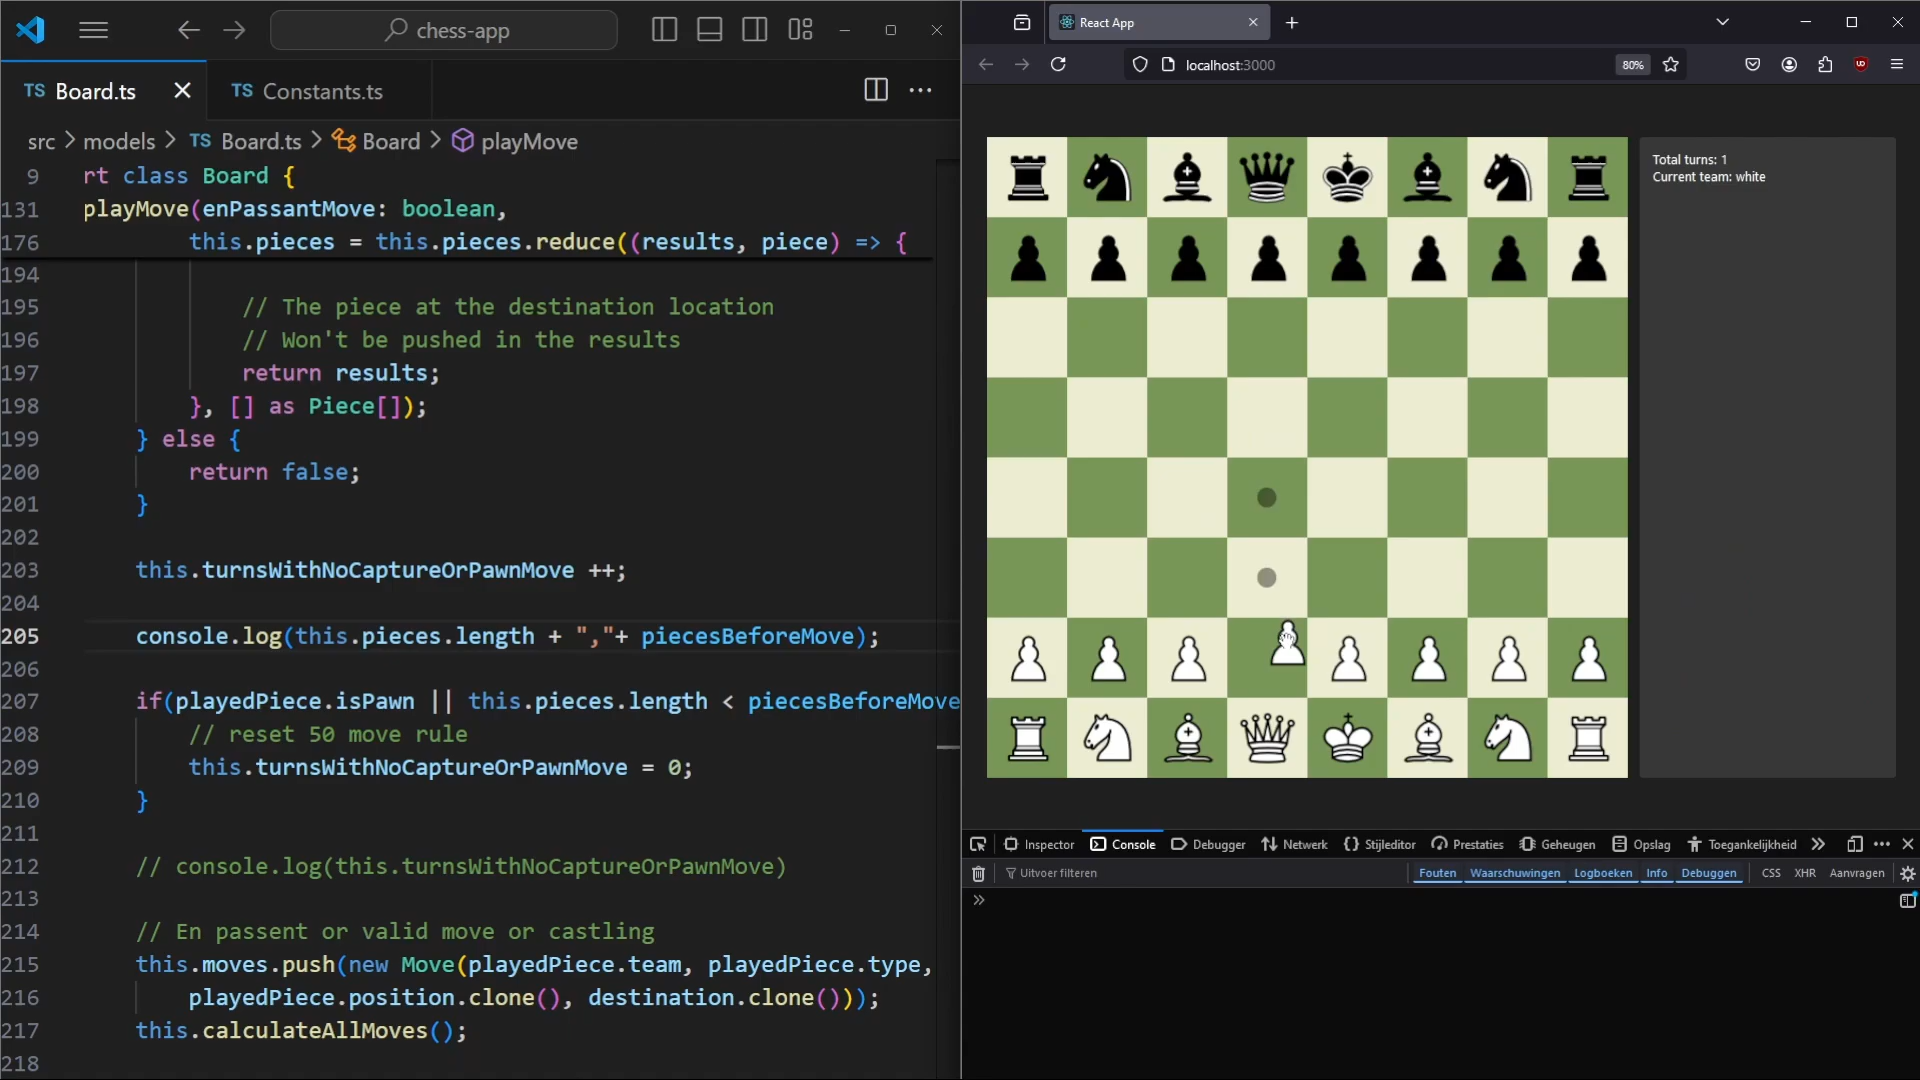 chess-app
TS Board.ts
TS Constants.ts
src > models > TS Board.ts > Board > playMove
9 rt class Board {
131 playMove(enPassantMove: boolean,
176 this.pieces = this.pieces.reduce((results, piece) => {
194
195 // The piece at the destination location
196 // Won't be pushed in the results
197 return results;
198 }, [] as Piece[]);
199 } else {
200 return false;
201 }
202
203 this.turnsWithNoCaptureOrPawnMove ++;
204
205 console.log(this.pieces.length + ","+ piecesBeforeMove);
206
207 if(playedPiece.isPawn || this.pieces.length < piecesBeforeMove
208 // reset 50 move rule
209 this.turnsWithNoCaptureOrPawnMove = 0;
210 }
211
212 // console.log(this.turnsWithNoCaptureOrPawnMove)
213
214 // En passent or valid move or castling
215 this.moves.push(new Move(playedPiece.team, playedPiece.type,
216 playedPiece.position.clone(), destination.clone()));
217 this.calculateAllMoves();
218
React App
localhost:3000
80%
Total turns: 1
Current team: white
Inspector Console Debugger Netwerk Stijleditor Prestaties Geheugen Opslag Toegankelijkheid
Uitvoer filteren
Fouten Waarschuwingen Logboeken Info Debuggen CSS XHR Aanvragen